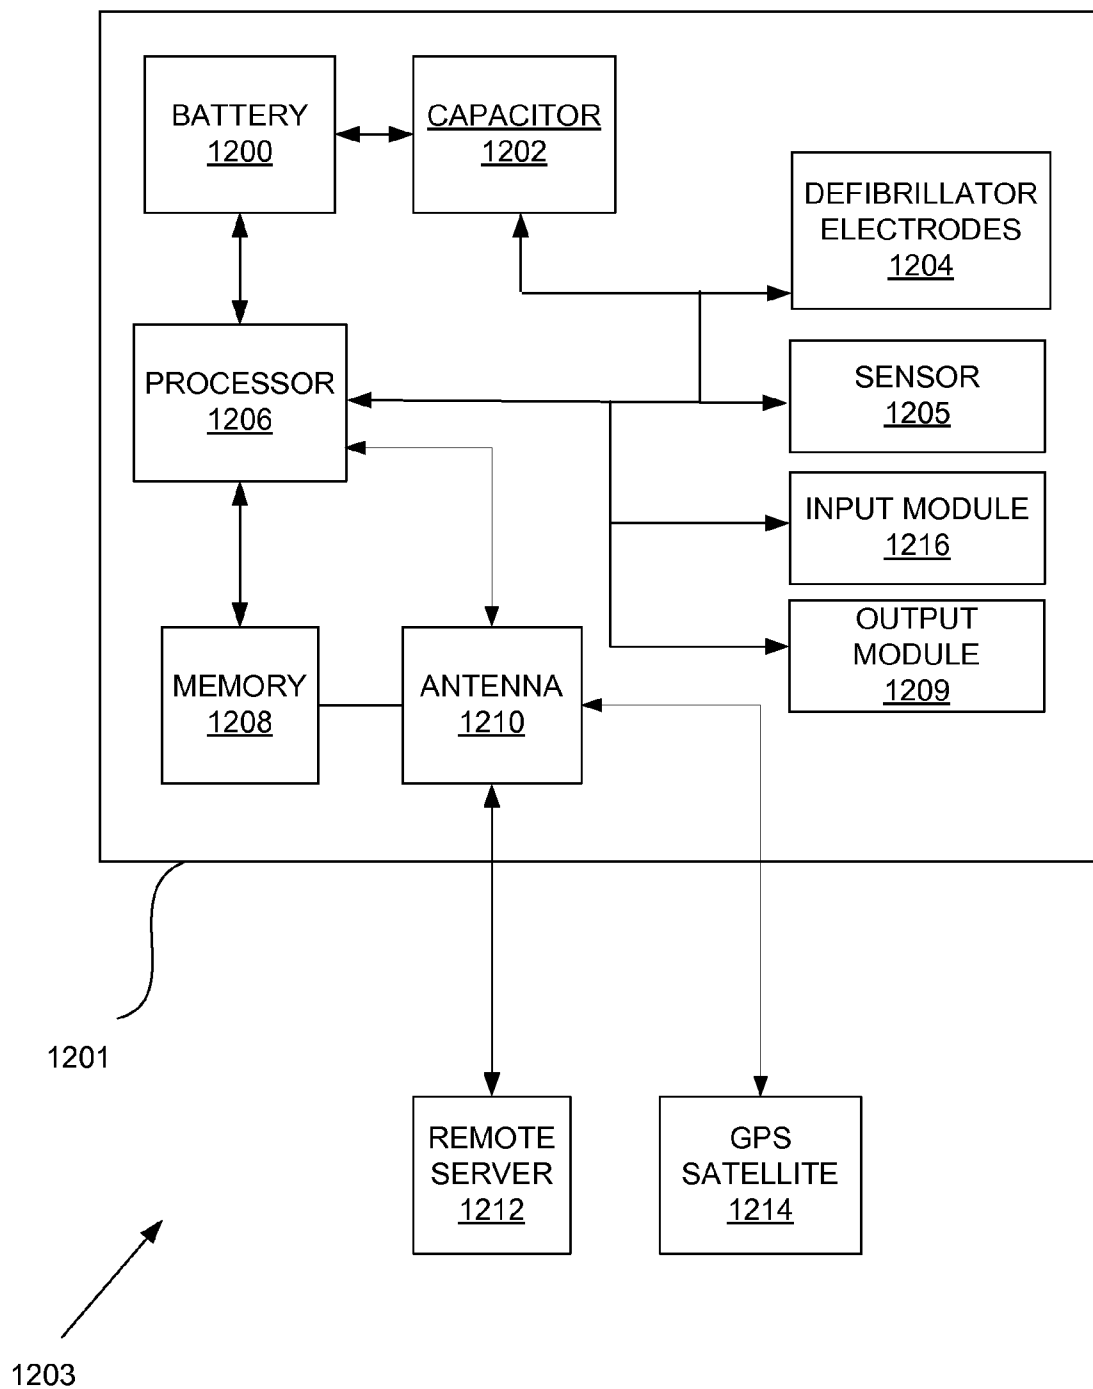 BATTERY
1200
CAPACITOR
1202
DEFIBRILLATOR
ELECTRODES
1204
PROCESSOR
1206
SENSOR
1205
INPUT MODULE
1216
OUTPUT
MODULE
1209
MEMORY
1208
ANTENNA
1210
1201
REMOTE
SERVER
1212
GPS
SATELLITE
1214
1203